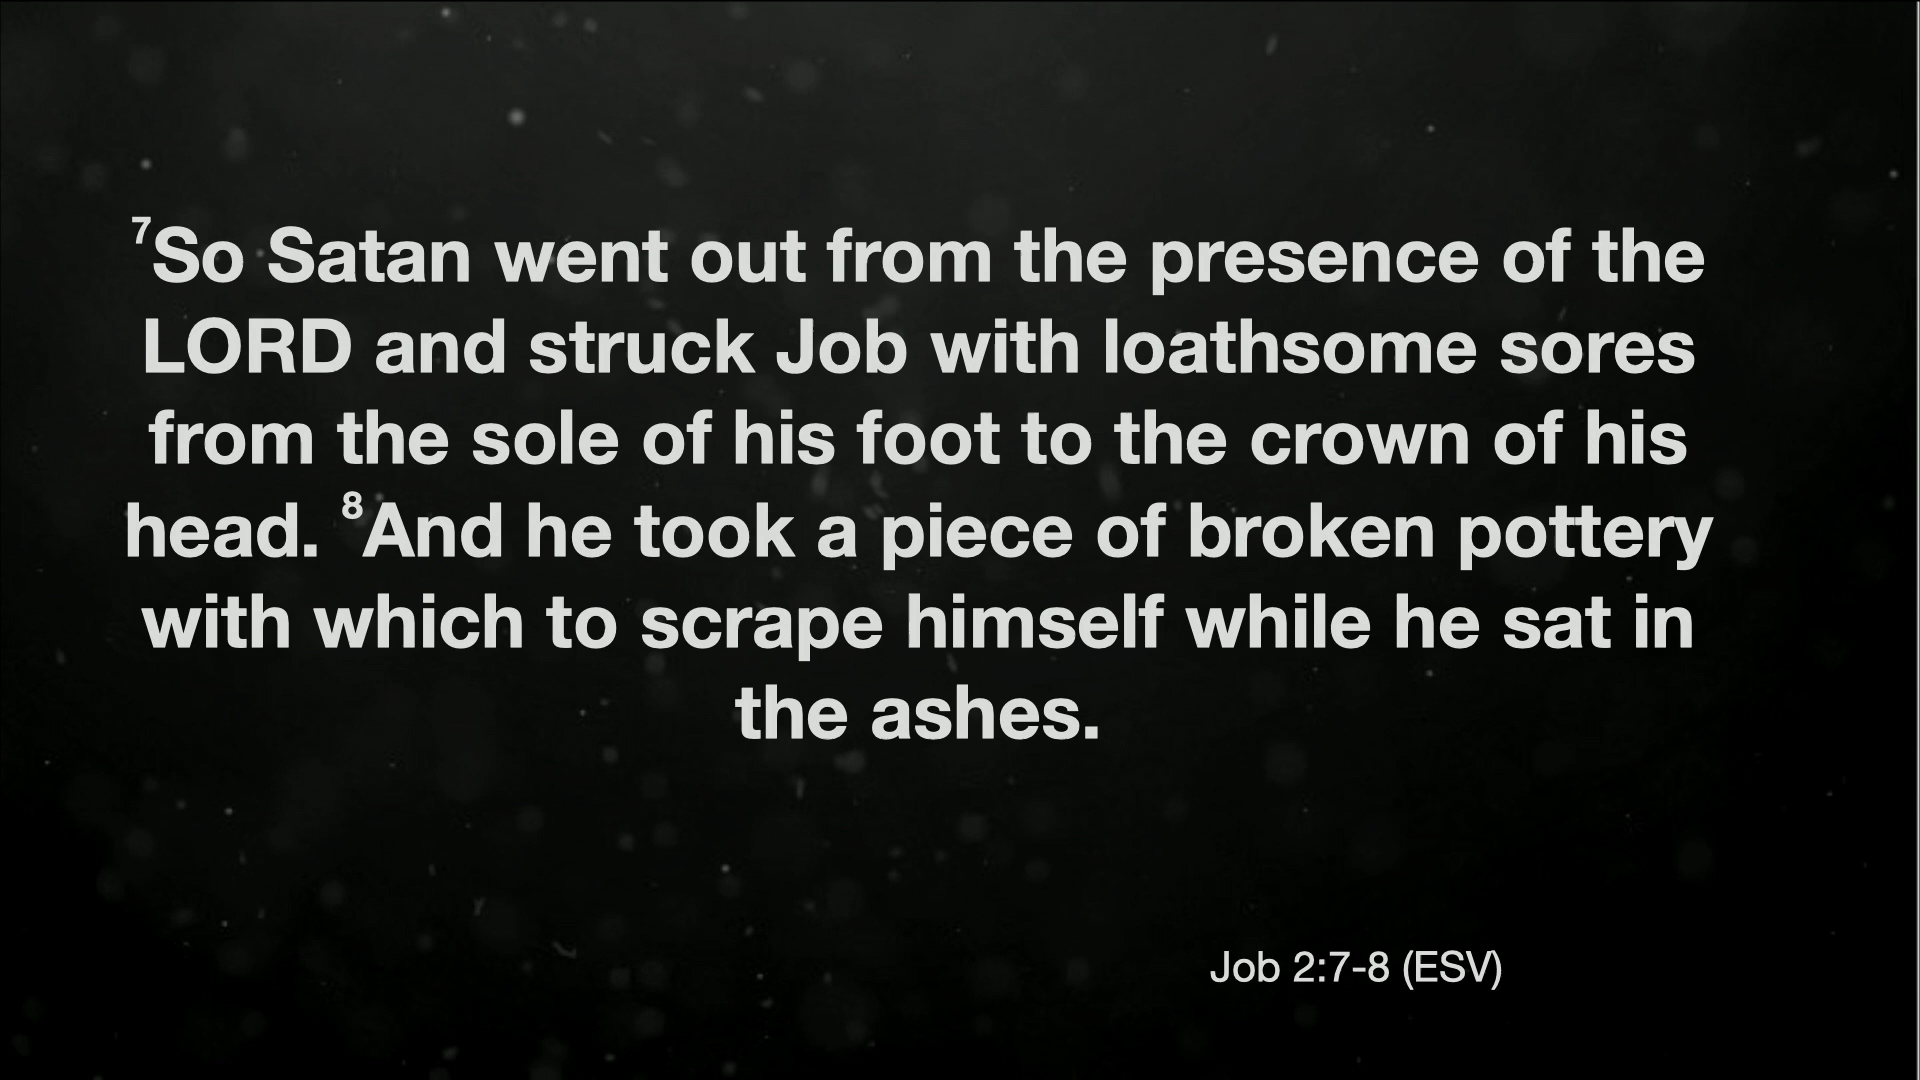 ⁷So Satan went out from the presence of the
LORD and struck Job with loathsome sores
from the sole of his foot to the crown of his
head. ⁸And he took a piece of broken pottery
with which to scrape himself while he sat in
the ashes.
Job 2:7-8 (ESV)